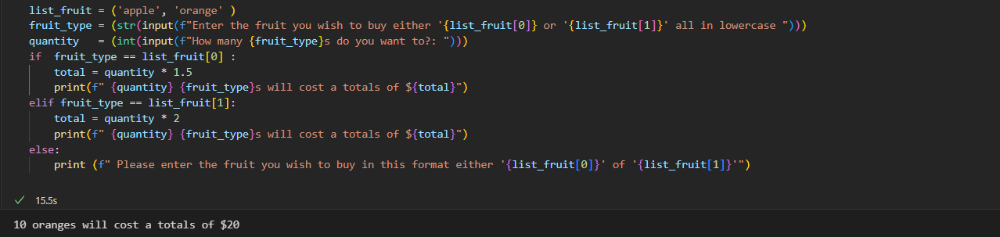 list_fruit = ('apple', 'orange' )
fruit_type = (str(input(f"Enter the fruit you wish to buy either '{list_fruit[0]} or '{list_fruit[1]}' all in lowercase ")))
quantity   = (int(input(f"How many {fruit_type}s do you want to?: ")))
if  fruit_type == list_fruit[0] :
    total = quantity * 1.5
    print(f" {quantity} {fruit_type}s will cost a totals of ${total}")
elif fruit_type == list_fruit[1]:
    total = quantity * 2
    print(f" {quantity} {fruit_type}s will cost a totals of ${total}")
else:
    print (f" Please enter the fruit you wish to buy in this format either '{list_fruit[0]}' of '{list_fruit[1]}'")
15.5s
10 oranges will cost a totals of $20